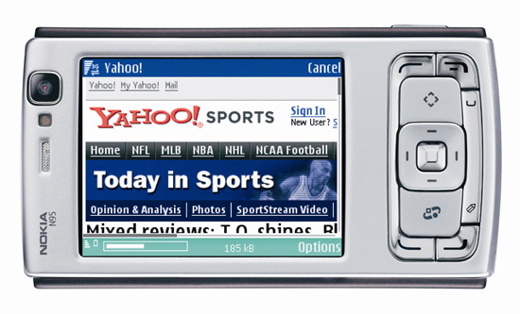 Yahoo! Cancel
Yahoo! My Yahoo! Mail
YAHOO! SPORTS Sign In
New User? S
Home NFL MLB NBA NHL NCAA Football
Today in Sports
Opinion & Analysis | Photos | SportStream Video |
Mixed reviews: T.O. shines, Bl
185 kB Options
NOKIA
N95